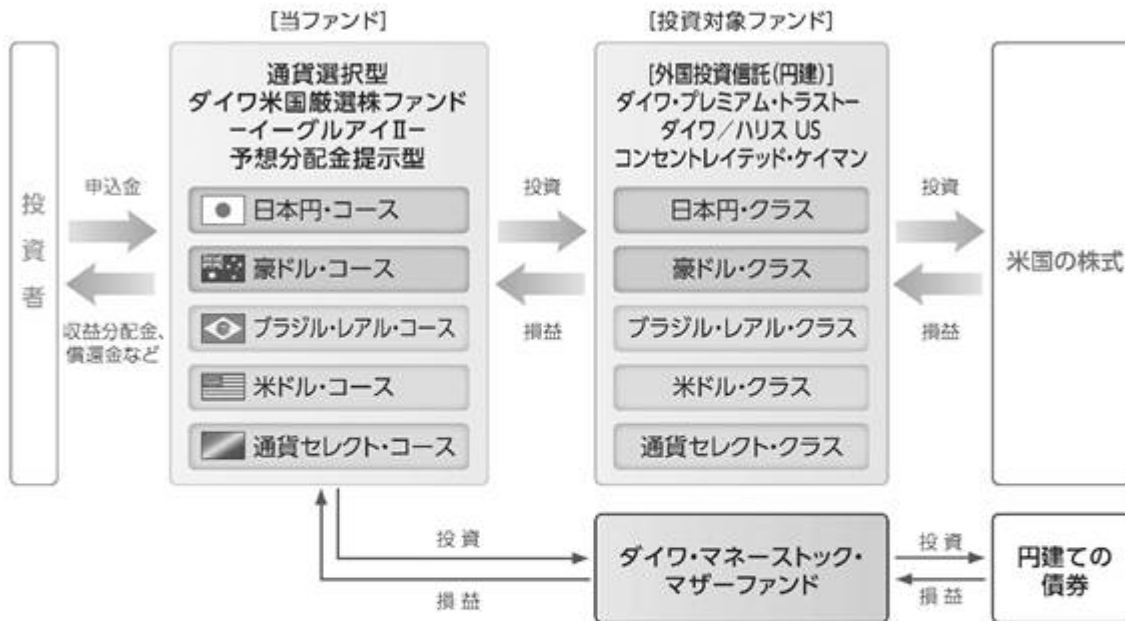 [当ファンド]
[投資対象ファンド]
通貨選択型
ダイワ米国厳選株ファンド
-イーグルアイⅡ-
予想分配金提示型
[外国投資信託(円建)]
ダイワ・プレミアム・トラスト-
ダイワ/ハリス US
コンセントレイテッド・ケイマン
投資者
申込金
収益分配金、
償還金など
日本円・コース
豪ドル・コース
ブラジル・レアル・コース
米ドル・コース
通貨セレクト・コース
投資
損益
日本円・クラス
豪ドル・クラス
ブラジル・レアル・クラス
米ドル・クラス
通貨セレクト・クラス
投資
損益
米国の株式
投資
損益
ダイワ・マネーストック・
マザーファンド
投資
損益
円建ての
債券